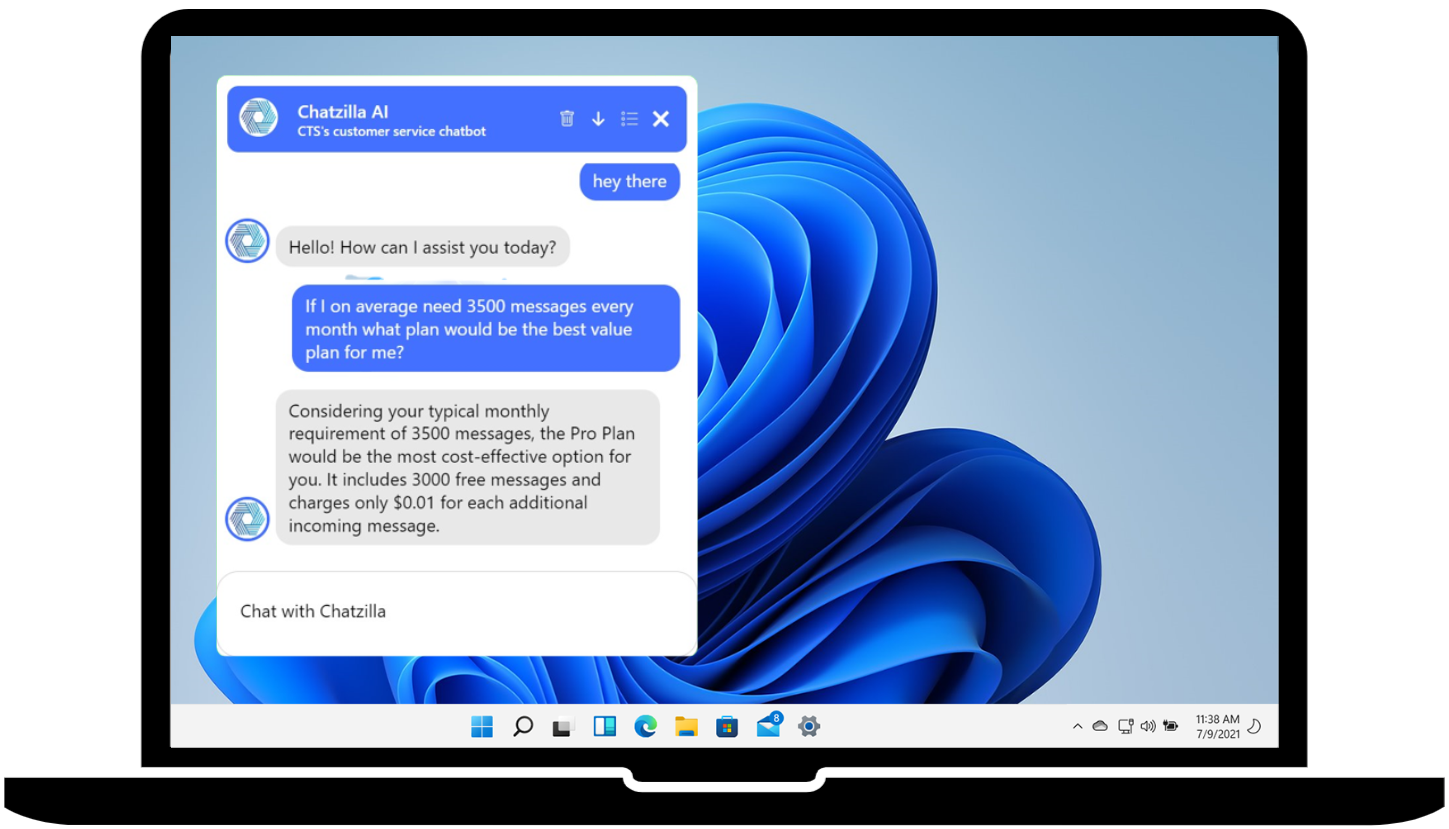 Chatzilla AI
CTS's customer service chatbot
hey there
Hello! How can I assist you today?
If I on average need 3500 messages every
month what plan would be the best value
plan for me?
Considering your typical monthly
requirement of 3500 messages, the Pro Plan
would be the most cost-effective option for
you. It includes 3000 free messages and
charges only $0.01 for each additional
incoming message.
Chat with Chatzilla
8
11:38 AM
7/9/2021